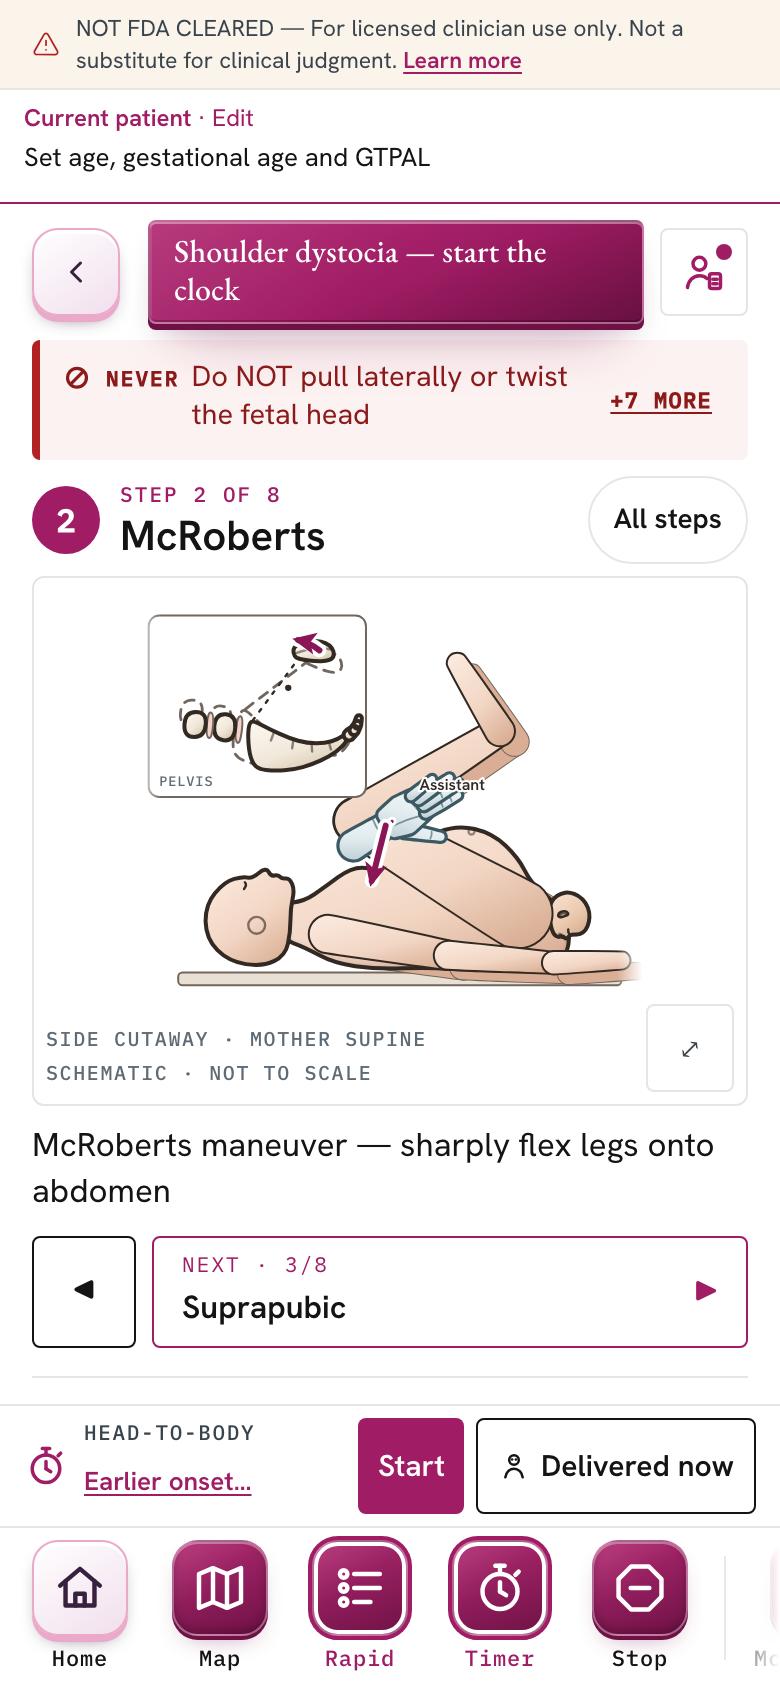 NOT FDA CLEARED — For licensed clinician use only. Not a
substitute for clinical judgment. Learn more
Current patient · Edit
Set age, gestational age and GTPAL
Shoulder dystocia — start the
clock
NEVER Do NOT pull laterally or twist
the fetal head
+7 MORE
2
STEP 2 OF 8
McRoberts
All steps
PELVIS
Assistant
SIDE CUTAWAY · MOTHER SUPINE
SCHEMATIC · NOT TO SCALE
McRoberts maneuver — sharply flex legs onto
abdomen
NEXT · 3/8
Suprapubic
HEAD-TO-BODY
Earlier onset…
Start
Delivered now
Home
Map
Rapid
Timer
Stop